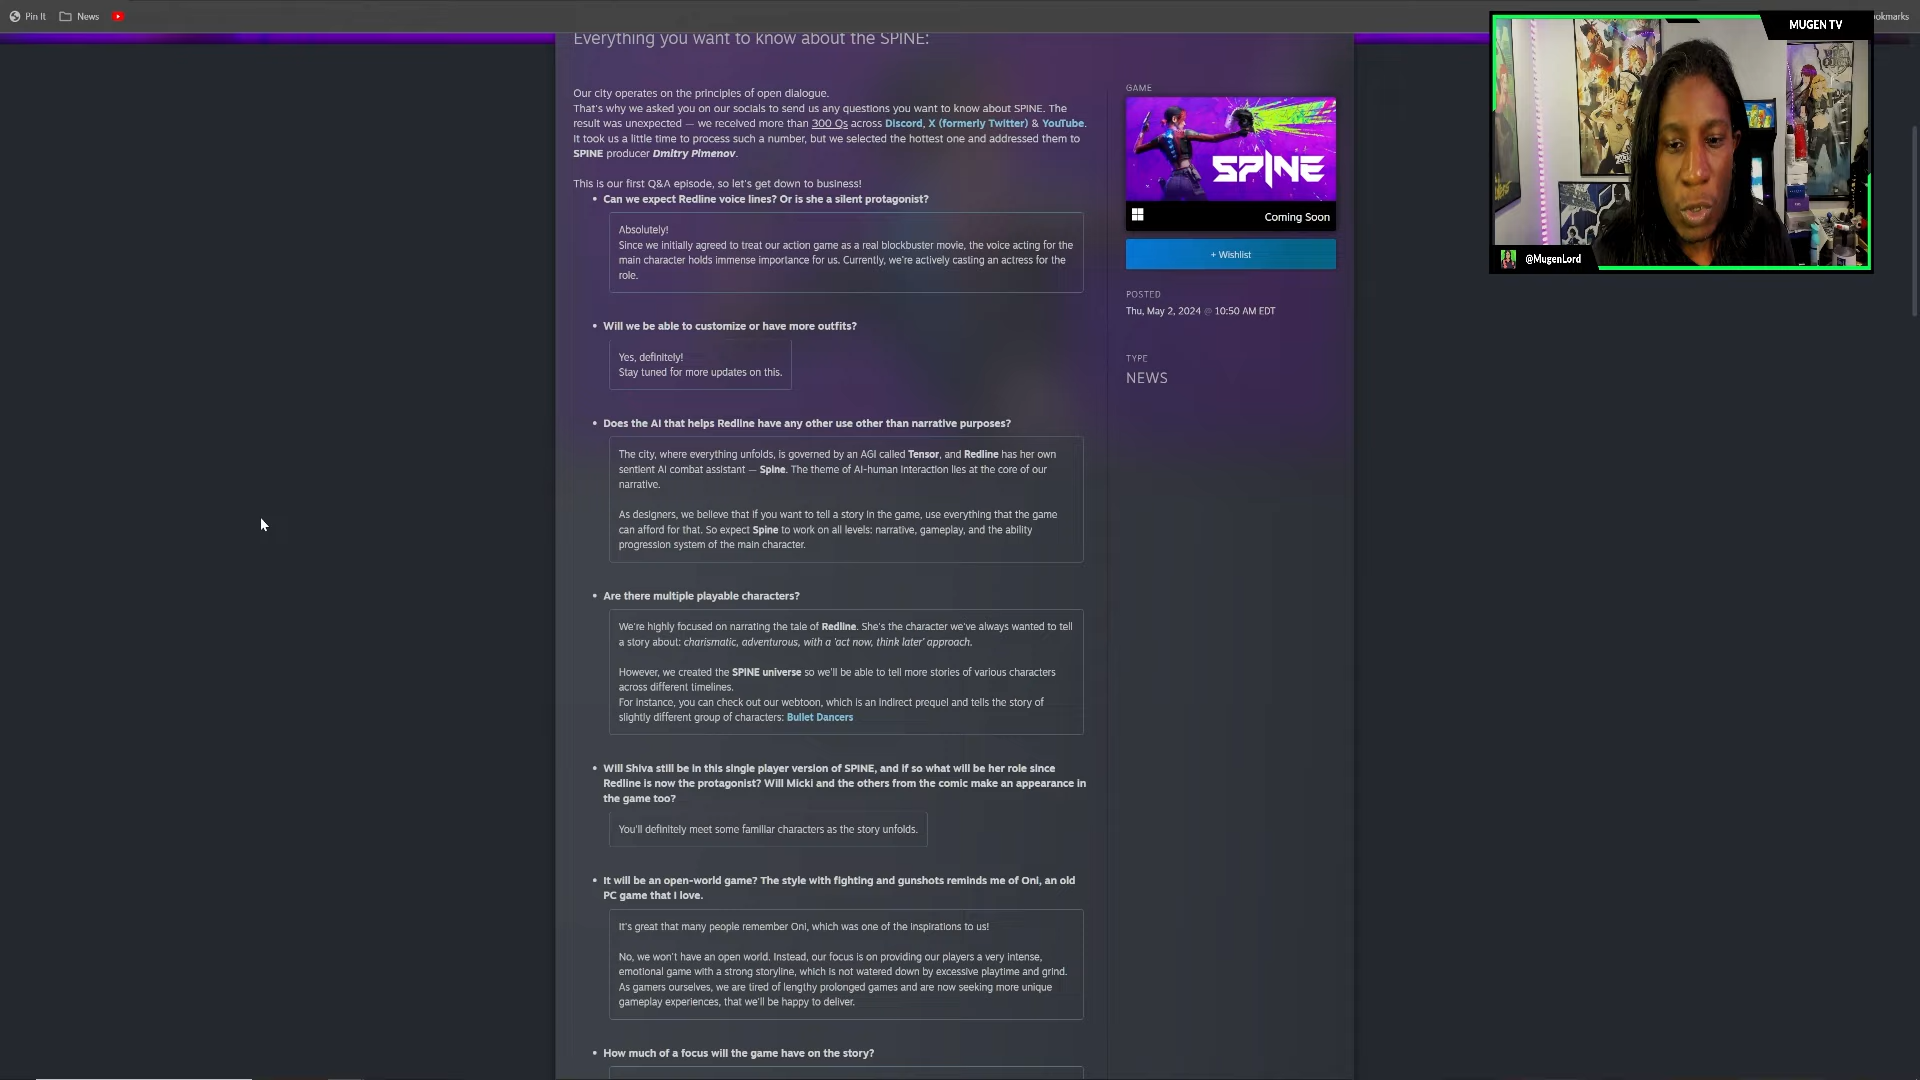 Pin It
News
okmarks
MUGEN TV
@MugenLord
Everything you want to know about the SPINE:
Our city operates on the principles of open dialogue.
That's why we asked you on our socials to send us any questions you want to know about SPINE. The
result was unexpected — we received more than 300 Qs across Discord, X (formerly Twitter) & YouTube.
It took us a little time to process such a number, but we selected the hottest one and addressed them to
SPINE producer Dmitry Pimenov.
This is our first Q&A episode, so let's get down to business!
• Can we expect Redline voice lines? Or is she a silent protagonist?
Absolutely!
Since we initially agreed to treat our action game as a real blockbuster movie, the voice acting for the
main character holds immense importance for us. Currently, we're actively casting an actress for the
role.
• Will we be able to customize or have more outfits?
Yes, definitely!
Stay tuned for more updates on this.
• Does the AI that helps Redline have any other use other than narrative purposes?
The city, where everything unfolds, is governed by an AGI called Tensor, and Redline has her own
sentient AI combat assistant — Spine. The theme of AI-human interaction lies at the core of our
narrative.
As designers, we believe that if you want to tell a story in the game, use everything that the game
can afford for that. So expect Spine to work on all levels: narrative, gameplay, and the ability
progression system of the main character.
• Are there multiple playable characters?
We're highly focused on narrating the tale of Redline. She's the character we've always wanted to tell
a story about: charismatic, adventurous, with a 'act now, think later' approach.
However, we created the SPINE universe so we'll be able to tell more stories of various characters
across different timelines.
For instance, you can check out our webtoon, which is an indirect prequel and tells the story of
slightly different group of characters: Bullet Dancers
• Will Shiva still be in this single player version of SPINE, and if so what will be her role since
Redline is now the protagonist? Will Micki and the others from the comic make an appearance in
the game too?
You'll definitely meet some familiar characters as the story unfolds.
• It will be an open-world game? The style with fighting and gunshots reminds me of Oni, an old
PC game that I love.
It's great that many people remember Oni, which was one of the inspirations to us!
No, we won't have an open world. Instead, our focus is on providing our players a very intense,
emotional game with a strong storyline, which is not watered down by excessive playtime and grind.
As gamers ourselves, we are tired of lengthy prolonged games and are now seeking more unique
gameplay experiences, that we'll be happy to deliver.
• How much of a focus will the game have on the story?
GAME
SPINE
Coming Soon
+ Wishlist
POSTED
Thu, May 2, 2024 @ 10:50 AM EDT
TYPE
NEWS